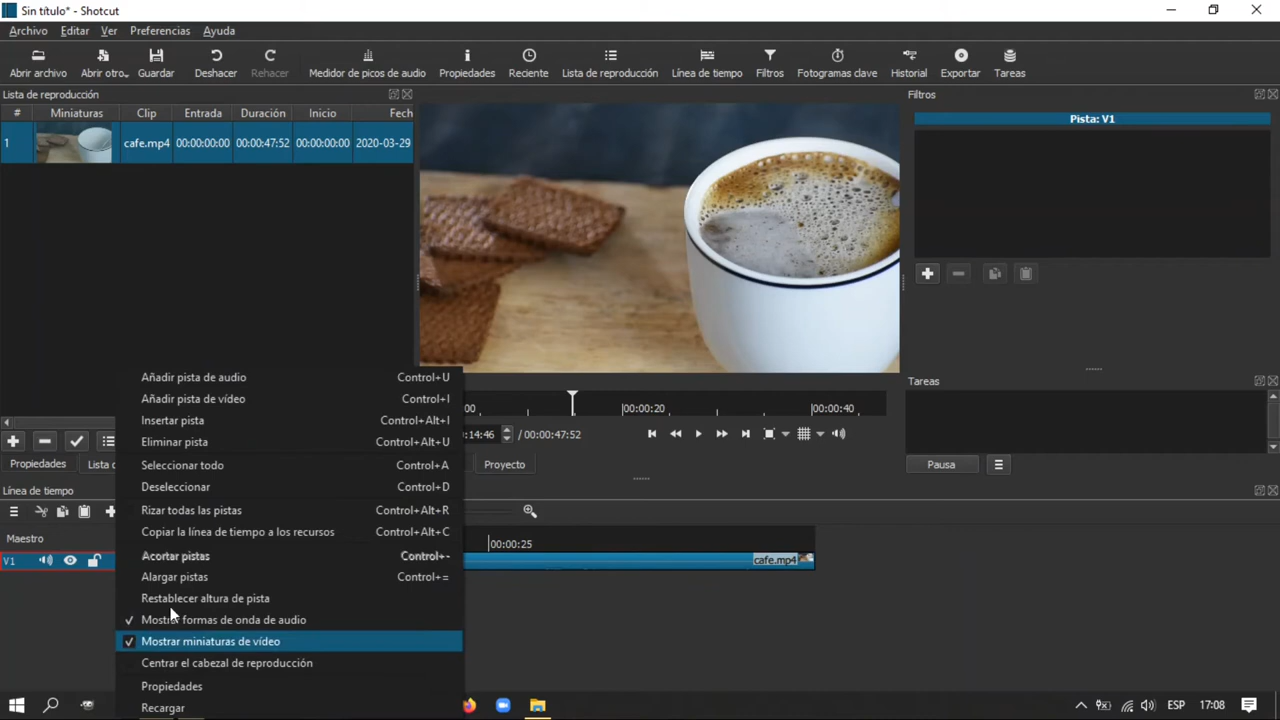 Sin título* - Shotcut
Archivo Editar Ver Preferencias Ayuda
Abrir archivo Abrir otro... Guardar Deshacer Rehacer Medidor de picos de audio Propiedades Reciente Lista de reproducción Línea de tiempo Filtros Fotogramas clave Historial Exportar Tareas
Lista de reproducción
# Miniaturas Clip Entrada Duración Inicio Fech
1 cafe.mp4 00:00:00:00 00:00:47:52 00:00:00:00 2020-03-29
Filtros
Pista: V1
Tareas
Pausa
00 00:00:20 00:00:40
:14:46 / 00:00:47:52
Propiedades Lista Proyecto
Línea de tiempo
Maestro
V1
00:00:25
cafe.mp4
Añadir pista de audio Control+U
Añadir pista de vídeo Control+I
Insertar pista Control+Alt+I
Eliminar pista Control+Alt+U
Seleccionar todo Control+A
Deseleccionar Control+D
Rizar todas las pistas Control+Alt+R
Copiar la línea de tiempo a los recursos Control+Alt+C
Acortar pistas Control+-
Alargar pistas Control+=
Restablecer altura de pista
Mostrar formas de onda de audio
Mostrar miniaturas de vídeo
Centrar el cabezal de reproducción
Propiedades
Recargar
ESP 17:08